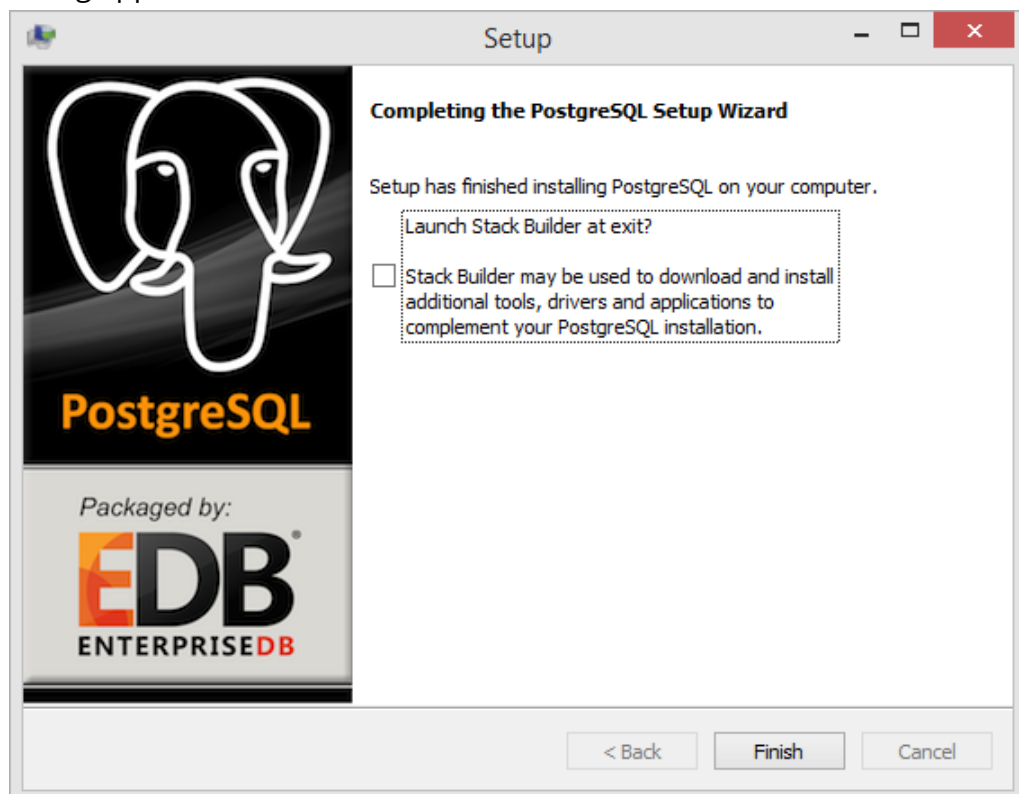 Setup
Completing the PostgreSQL Setup Wizard
Setup has finished installing PostgreSQL on your computer.
Launch Stack Builder at exit?
Stack Builder may be used to download and install
additional tools, drivers and applications to
complement your PostgreSQL installation.
PostgreSQL
Packaged by:
EDB®
ENTERPRISEDB
< Back
Finish
Cancel